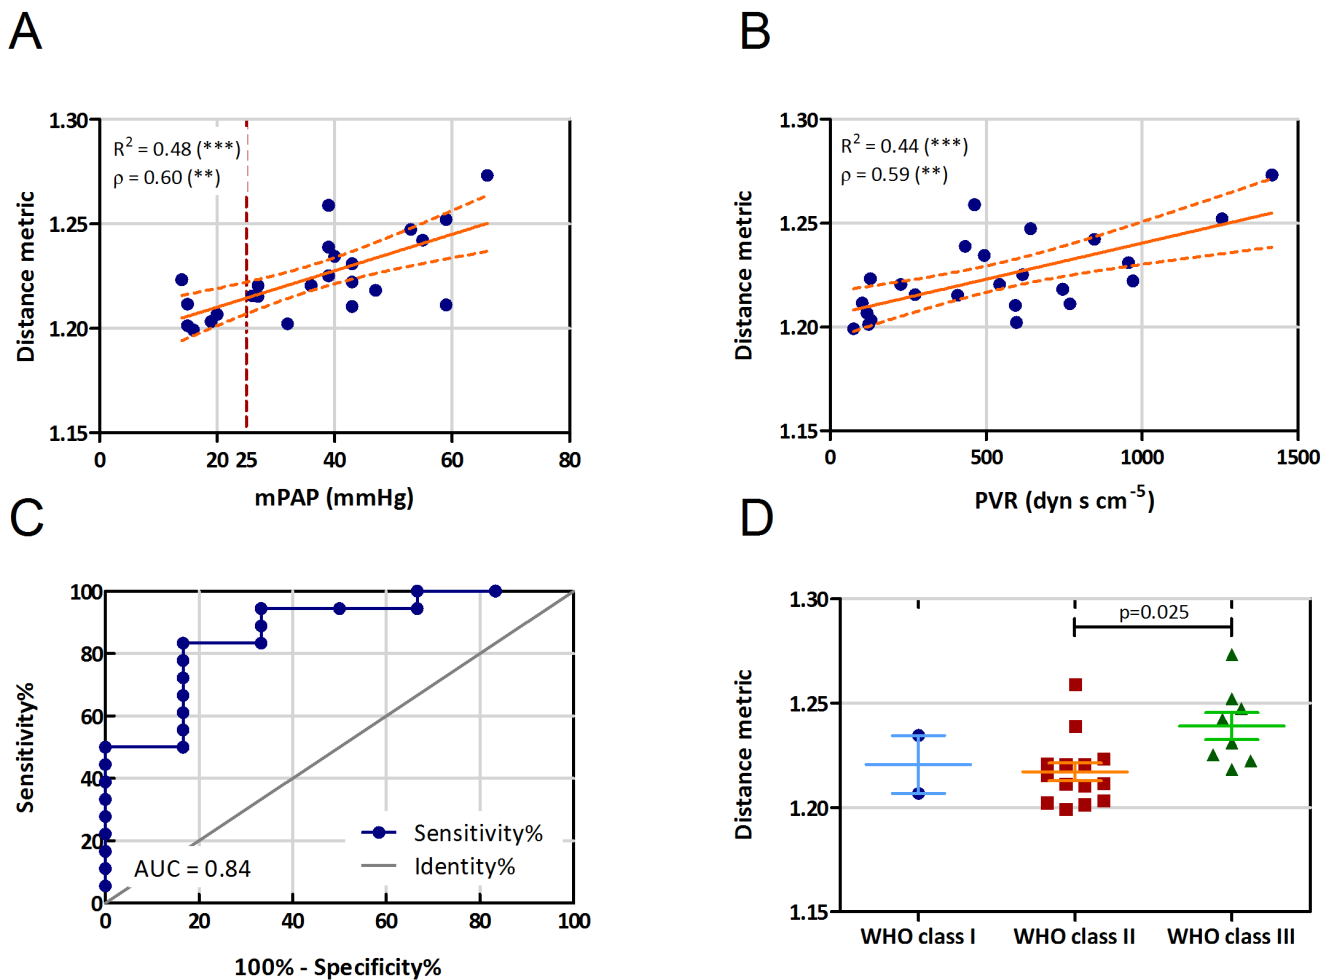 A
1.30
1.25
1.20
1.15
Distance metric
R² = 0.48 (***)
ρ = 0.60 (**)
0
20
25
40
60
80
mPAP (mmHg)
B
1.30
1.25
1.20
1.15
Distance metric
R² = 0.44 (***)
ρ = 0.59 (**)
0
500
1000
1500
PVR (dyn s cm⁻⁵)
C
100
80
60
40
20
0
Sensitivity%
Sensitivity%
Identity%
AUC = 0.84
0
20
40
60
80
100
100% - Specificity%
D
1.30
1.25
1.20
1.15
Distance metric
p=0.025
WHO class I
WHO class II
WHO class III